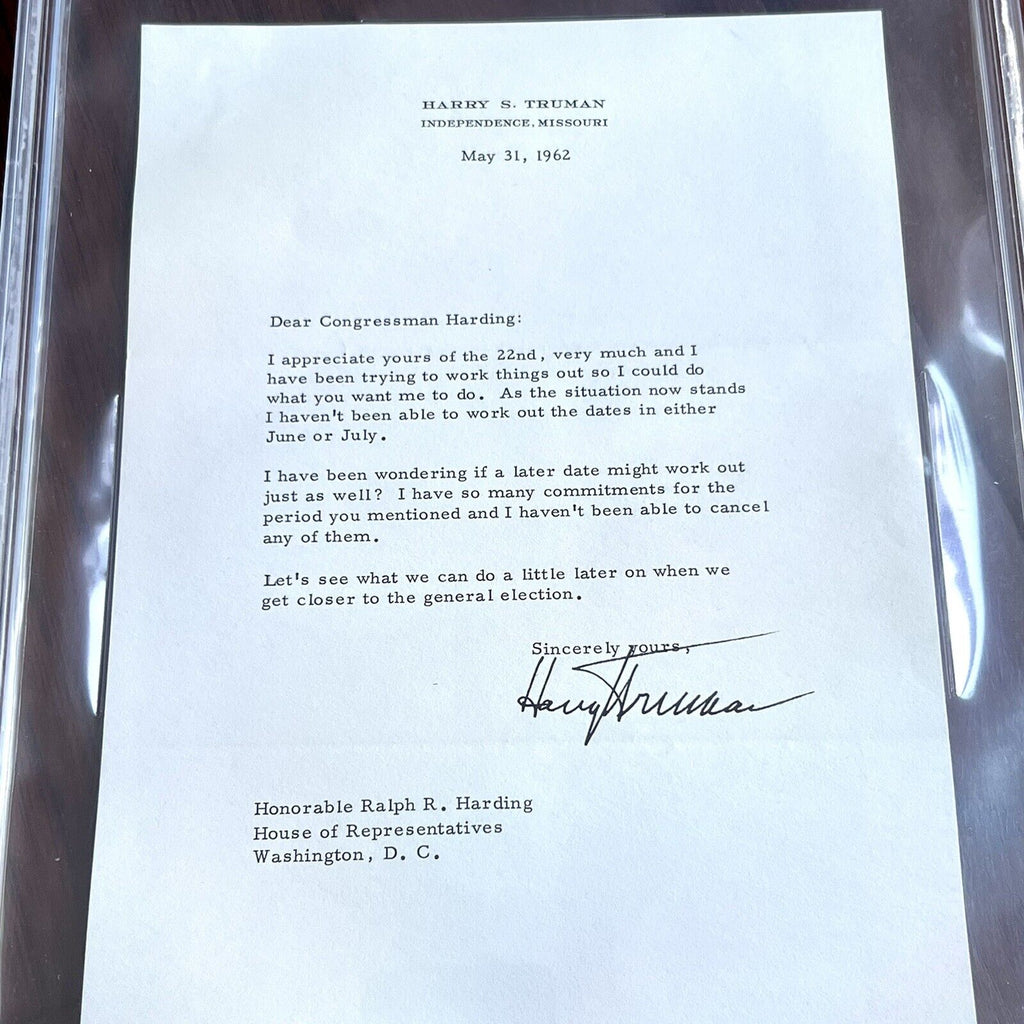 HARRY S. TRUMAN
INDEPENDENCE, MISSOURI
May 31, 1962
Dear Congressman Harding:
I appreciate yours of the 22nd, very much and I
have been trying to work things out so I could do
what you want me to do. As the situation now stands
I haven't been able to work out the dates in either
June or July.
I have been wondering if a later date might work out
just as well? I have so many commitments for the
period you mentioned and I haven't been able to cancel
any of them.
Let's see what we can do a little later on when we
get closer to the general election.
Sincerely yours,
Harry Truman
Honorable Ralph R. Harding
House of Representatives
Washington, D. C.